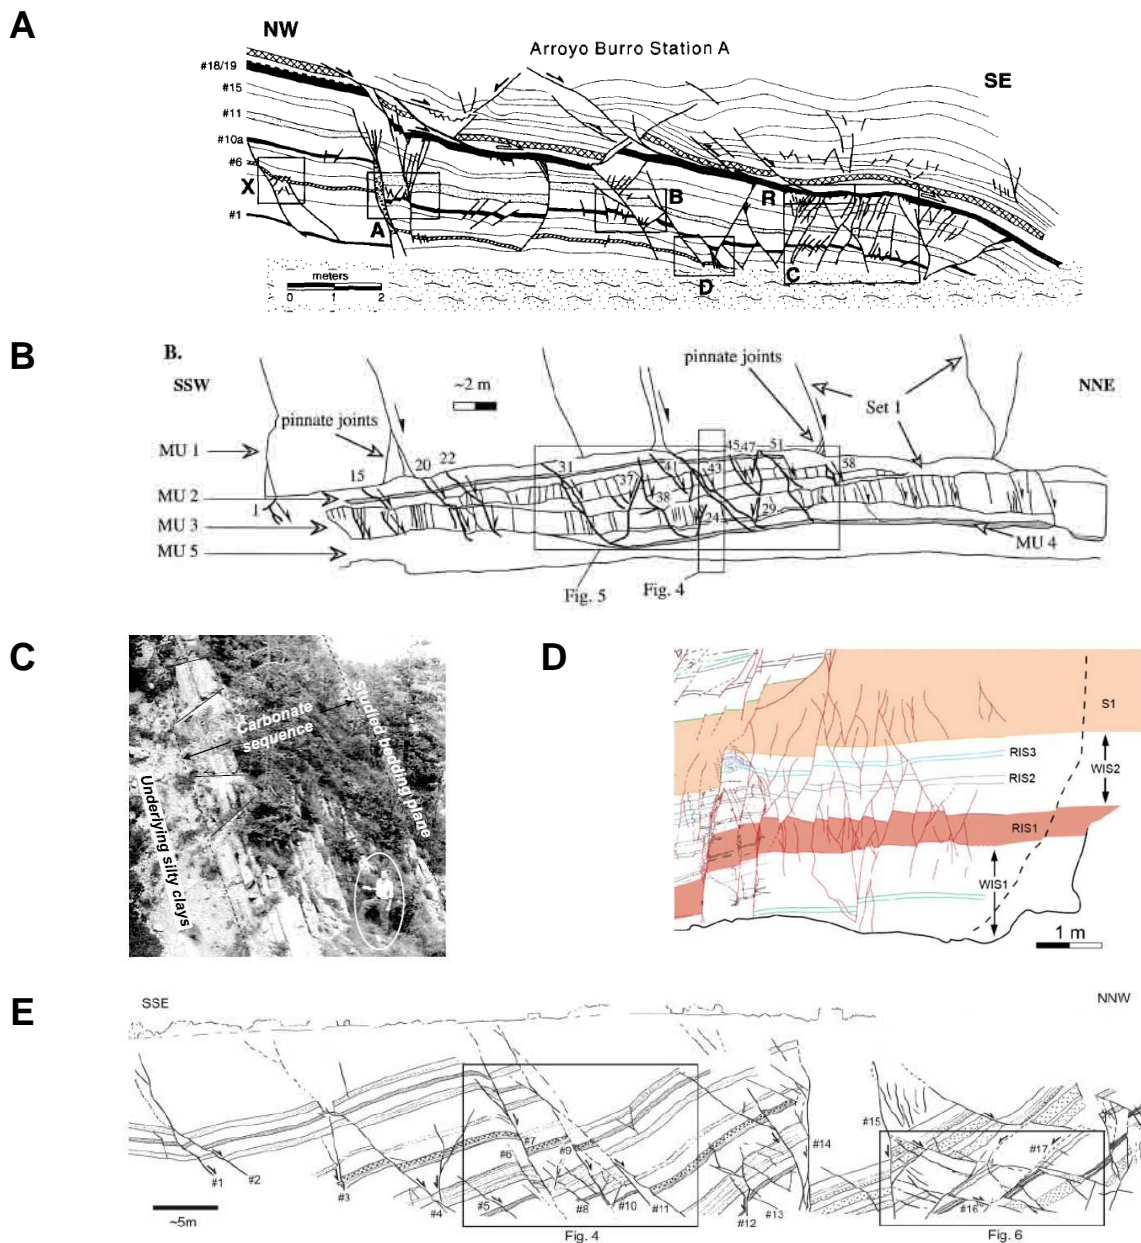 A
NW
Arroyo Burro Station A
SE
#18/19
#15
#11
#10a
#6
X
#1
A
B
R
D
C
meters
0 1 2
B
B.
SSW
~2 m
pinnate joints
NNE
Set 1
pinnate joints
MU 1
MU 2
MU 3
MU 5
MU 4
1
15
20
22
31
37
38
41
43
45
47
51
58
24
29
Fig. 5
Fig. 4
C
Carbonate
sequence
Studied bedding plane
Underlying silty clays
D
S1
RIS3
RIS2
WIS2
RIS1
WIS1
1 m
E
SSE
NNW
#1
#2
#3
#4
#5
#6
#7
#8
#9
#10
#11
#12
#13
#14
#15
#16
#17
~5m
Fig. 4
Fig. 6